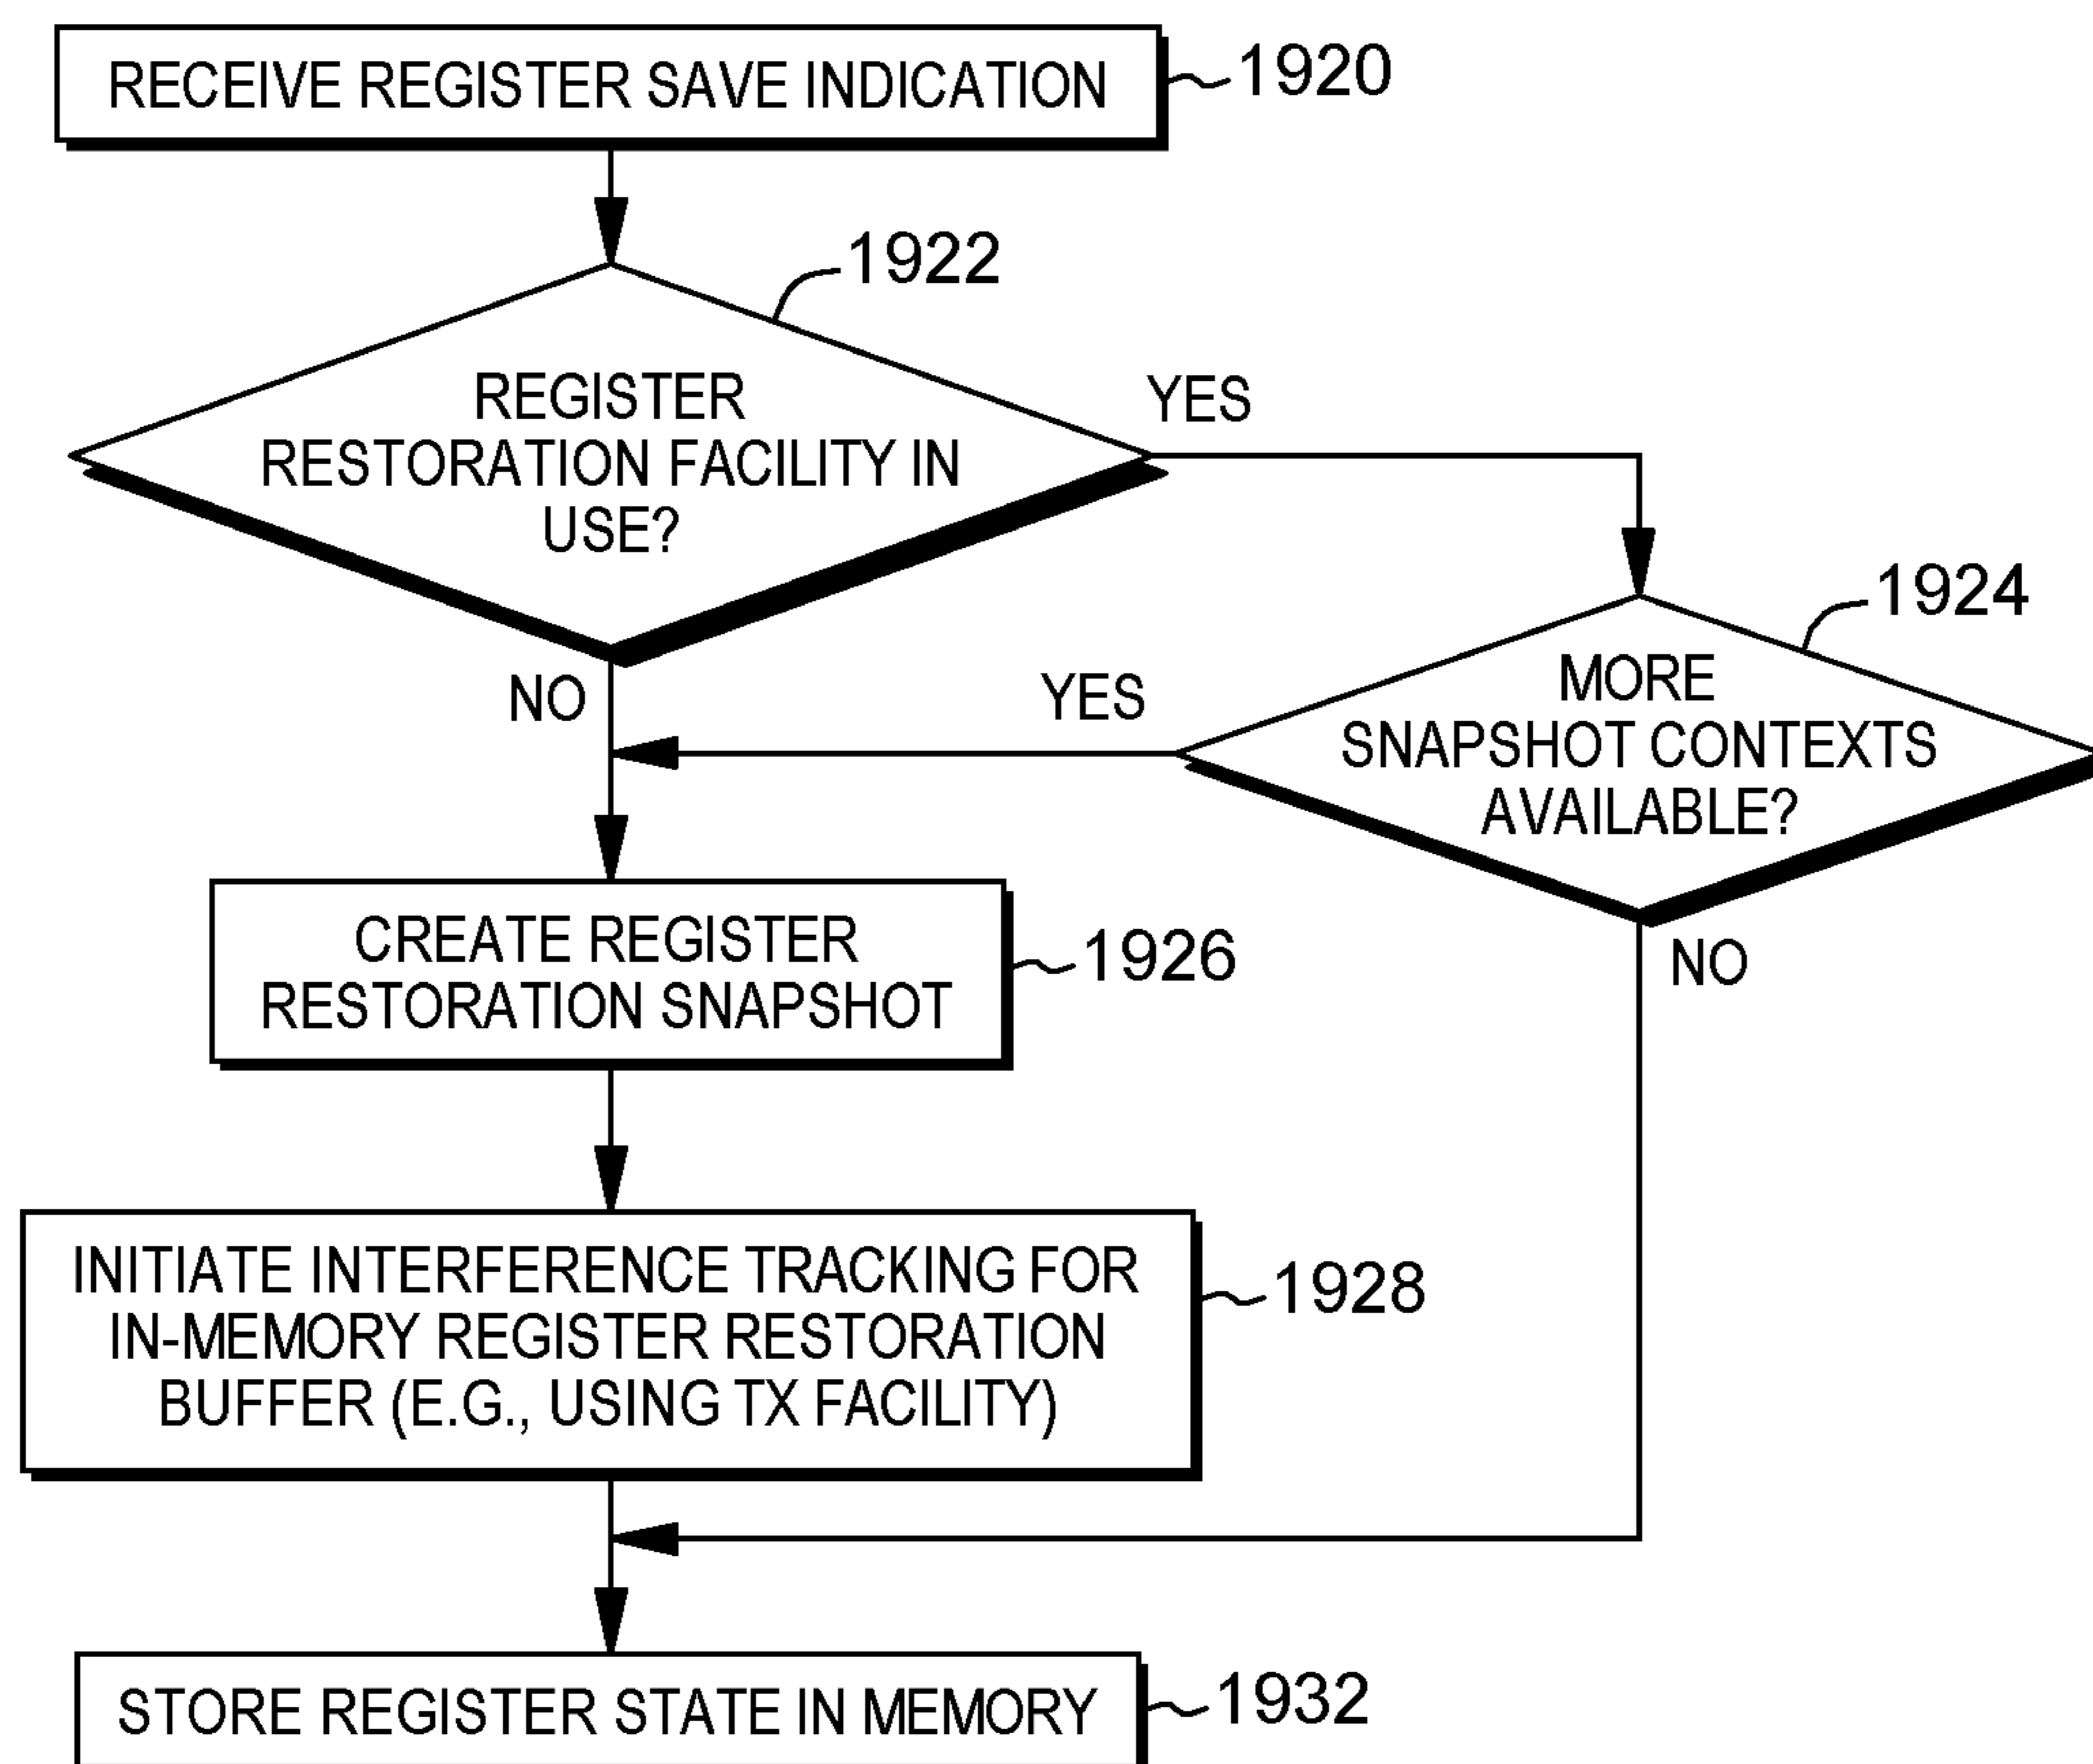 RECEIVE REGISTER SAVE INDICATION
1920
1922
REGISTER
RESTORATION FACILITY IN
USE?
YES
NO
1924
MORE
SNAPSHOT CONTEXTS
AVAILABLE?
YES
NO
CREATE REGISTER
RESTORATION SNAPSHOT
1926
INITIATE INTERFERENCE TRACKING FOR
IN-MEMORY REGISTER RESTORATION
BUFFER (E.G., USING TX FACILITY)
1928
STORE REGISTER STATE IN MEMORY
1932